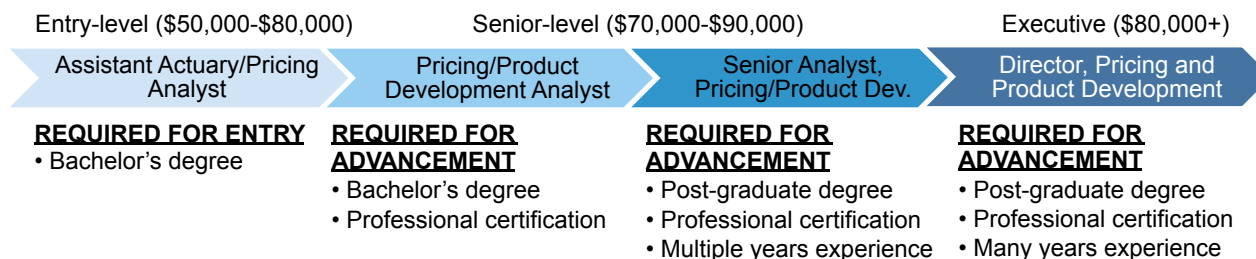 Entry-level ($50,000-$80,000)
Senior-level ($70,000-$90,000)
Executive ($80,000+)
Assistant Actuary/Pricing
Analyst
Pricing/Product
Development Analyst
Senior Analyst,
Pricing/Product Dev.
Director, Pricing and
Product Development
REQUIRED FOR ENTRY
• Bachelor’s degree
REQUIRED FOR
ADVANCEMENT
• Bachelor’s degree
• Professional certification
REQUIRED FOR
ADVANCEMENT
• Post-graduate degree
• Professional certification
• Multiple years experience
REQUIRED FOR
ADVANCEMENT
• Post-graduate degree
• Professional certification
• Many years experience